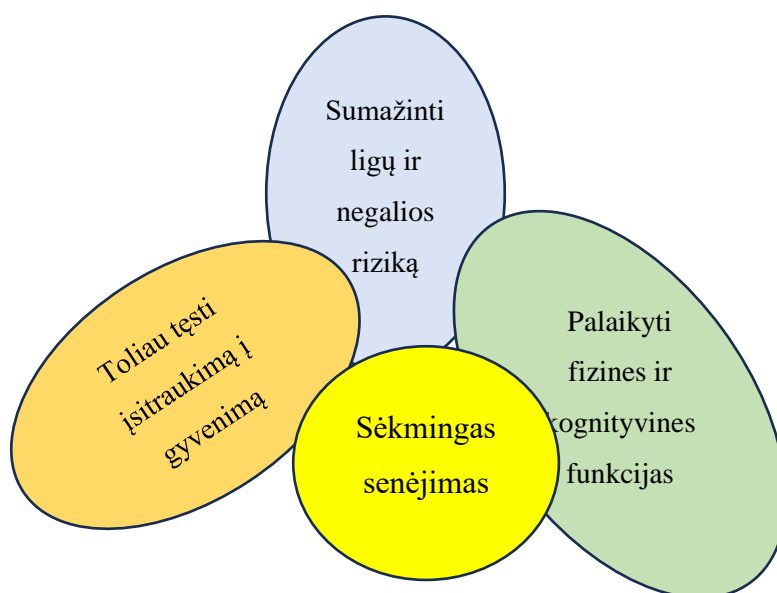 Sumažinti
ligų ir
negalios
riziką
Toliau tęsti
įsitraukimą į
gyvenimą
Palaikyti
fizines ir
kognityvines
funkcijas
Sėkmingas
senėjimas